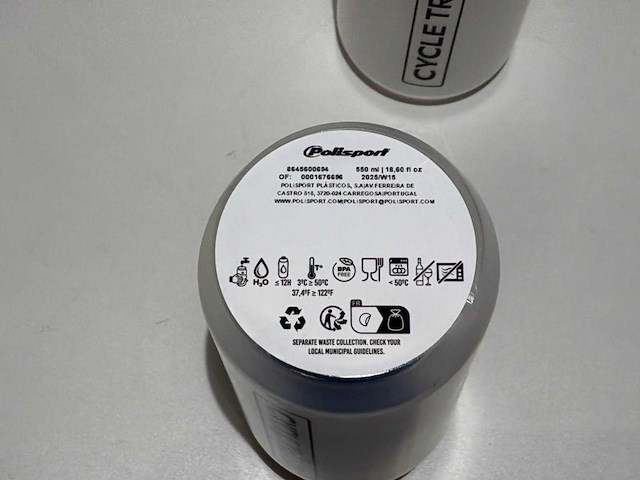 CYCLE TR
Polisport
8645600654 550 ml | 18,60 fl oz
OF: 0001676696 2025/W15
POLISPORT PLÁSTICOS, S.A|AV.FERREIRA DE
CASTRO 818, 3720-024 CARREGOSA|PORTUGAL
WWW.POLISPORT.COM|POLISPORT@POLISPORT.COM
H₂O ≤ 12H T° 3ºC ≥ 50ºC BPA FREE < 50ºC
37,4ºF ≥ 122ºF
FR
SEPARATE WASTE COLLECTION. CHECK YOUR
LOCAL MUNICIPAL GUIDELINES.